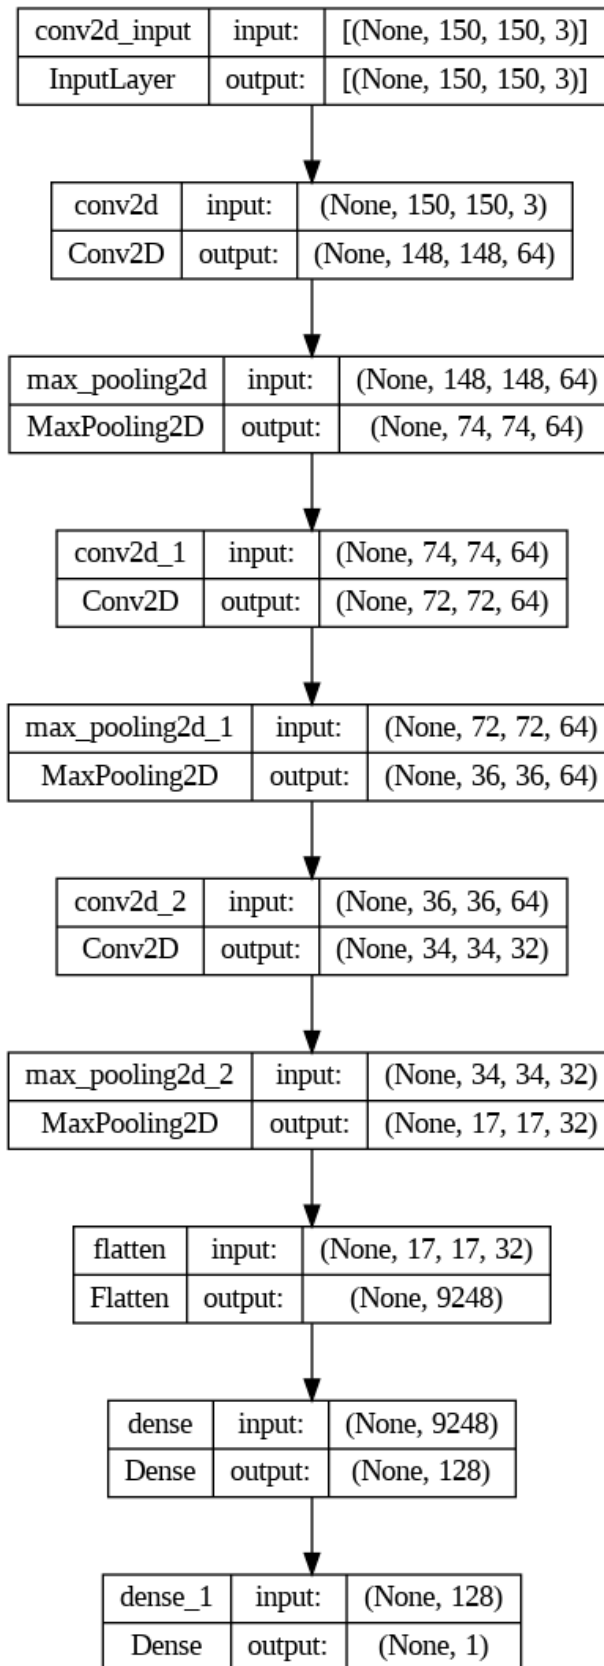 conv2d_input input: [(None, 150, 150, 3)]
InputLayer output: [(None, 150, 150, 3)]
conv2d input: (None, 150, 150, 3)
Conv2D output: (None, 148, 148, 64)
max_pooling2d input: (None, 148, 148, 64)
MaxPooling2D output: (None, 74, 74, 64)
conv2d_1 input: (None, 74, 74, 64)
Conv2D output: (None, 72, 72, 64)
max_pooling2d_1 input: (None, 72, 72, 64)
MaxPooling2D output: (None, 36, 36, 64)
conv2d_2 input: (None, 36, 36, 64)
Conv2D output: (None, 34, 34, 32)
max_pooling2d_2 input: (None, 34, 34, 32)
MaxPooling2D output: (None, 17, 17, 32)
flatten input: (None, 17, 17, 32)
Flatten output: (None, 9248)
dense input: (None, 9248)
Dense output: (None, 128)
dense_1 input: (None, 128)
Dense output: (None, 1)